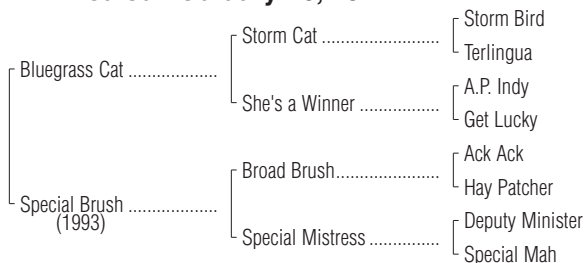 Storm Bird
Storm Cat ........................
Terlingua
Bluegrass Cat ..................
A.P. Indy
She's a Winner ................
Get Lucky
Ack Ack
Broad Brush.....................
Hay Patcher
Special Brush ..................
(1993)
Deputy Minister
Special Mistress ..............
Special Mah